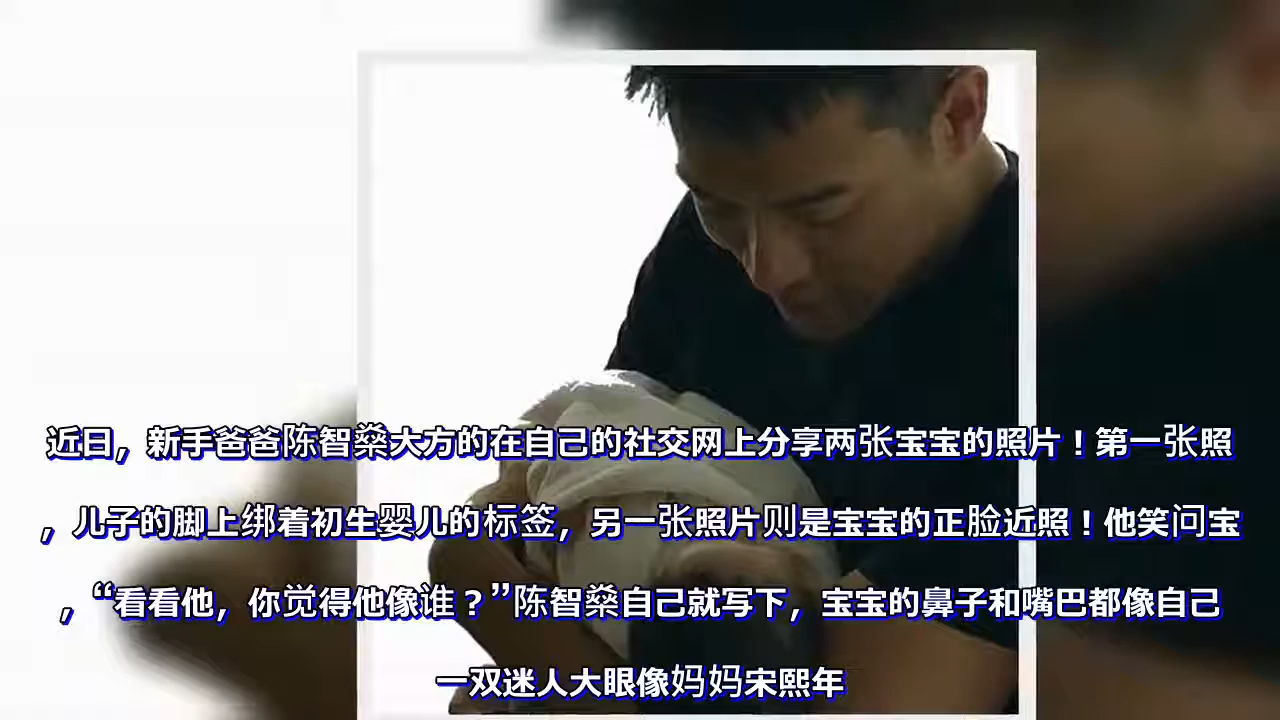 近日，新手爸爸陈智燊大方的在自己的社交网上分享两张宝宝的照片！第一张照
，儿子的脚上绑着初生婴儿的标签，另一张照片则是宝宝的正脸近照！他笑问宝
，“看看他，你觉得他像谁？”陈智燊自己就写下，宝宝的鼻子和嘴巴都像自己
一双迷人大眼像妈妈宋熙年